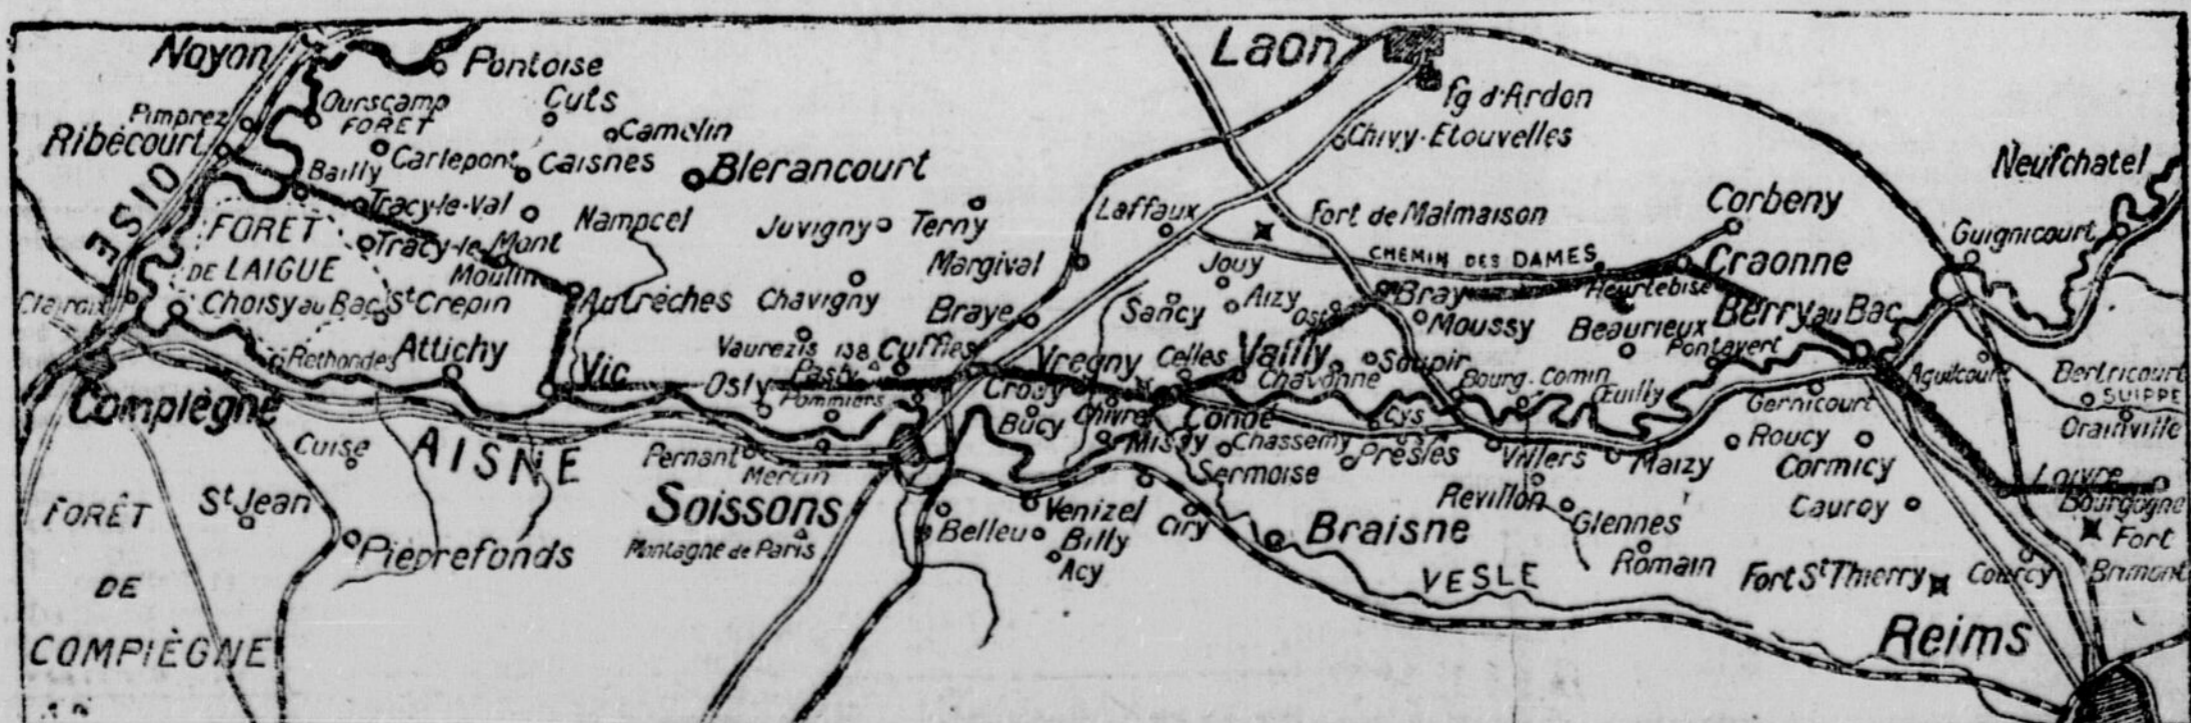 Noyon
Pontoise
Laon
Pimprez
Ourscamp
FORET
Cuts
Camelin
fg d'Ardon
Ribécourt
Carlepont
Caisnes
Blerancourt
Chivy-Etouvelles
Bailly
Neufchatel
OISE
Tracy-le-Val
Nampcel
Juvigny
Terny
Laffaux
Fort de Malmaison
Corbeny
FORET
DE LAIGUE
Tracy-le-Mont
Moulin
Margival
Jouy
CHEMIN DES DAMES
Craonne
Guignicourt
Clairoix
Choisy au Bac
St Crepin
Autrèches
Chavigny
Braye
Sancy
Aizy
Ostel
Bray
Moussy
Heurtebise
Beaurieux
Berry au Bac
Rethondes
Attichy
Vic
Vaurezis
138
Cuffies
Vregny
Celles
Vailly
Soupir
Pontavert
Osly
Pasly
Pommiers
Crouy
Chavonne
Bourg-Comin
Œuilly
Aguilcourt
Bertricourt
SUIPPE
Compiègne
Bucy
Chivre
Condé
Cys
Gernicourt
Orainville
Cuise
AISNE
Pernant
Mercin
Missy
Chassemy
Presles
Villers
Maizy
Roucy
Cormicy
Loivre
Sermoise
FORÊT
DE
COMPIÈGNE
St Jean
Soissons
Venizel
Ciry
Revillon
Glennes
Cauroy
Bourgogne
Pierrefonds
Montagne de Paris
Belleu
Billy
Acy
Braisne
Romain
Fort St Thierry
Courcy
Fort
Brimont
VESLE
Reims